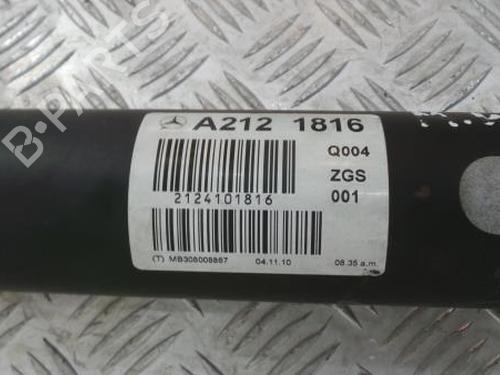 B-PARTS
A212 1816
Q004
ZGS
001
2124101816
(T) MB308008867 04.11.10 08.35 a.m.